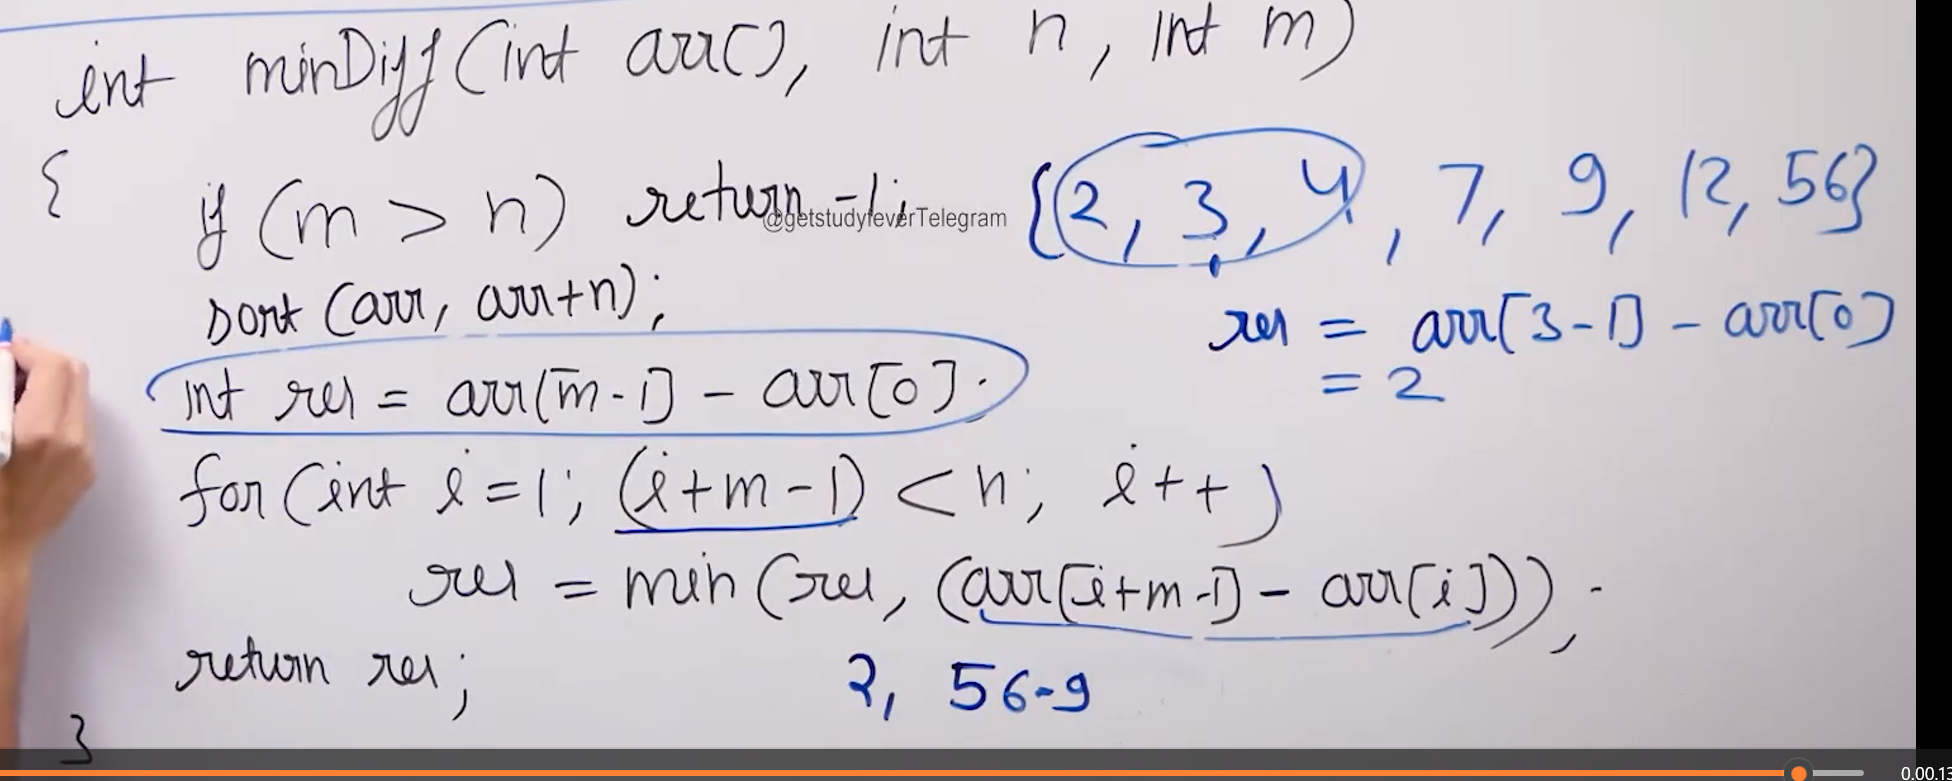 int minDiff(int arr[], int n, int m)
{
if (m > n) return -1;
@getstudyfeverTelegram
{2, 3, 4, 7, 9, 12, 56}
sort (arr, arr+n);
res = arr[3-1] - arr[0]
= 2
int res = arr[m-1] - arr[0].
for (int i = 1; (i+m-1) < n; i++)
res = min(res, (arr[i+m-1] - arr[i]));
return res;
2, 56-9
}
0:00:13